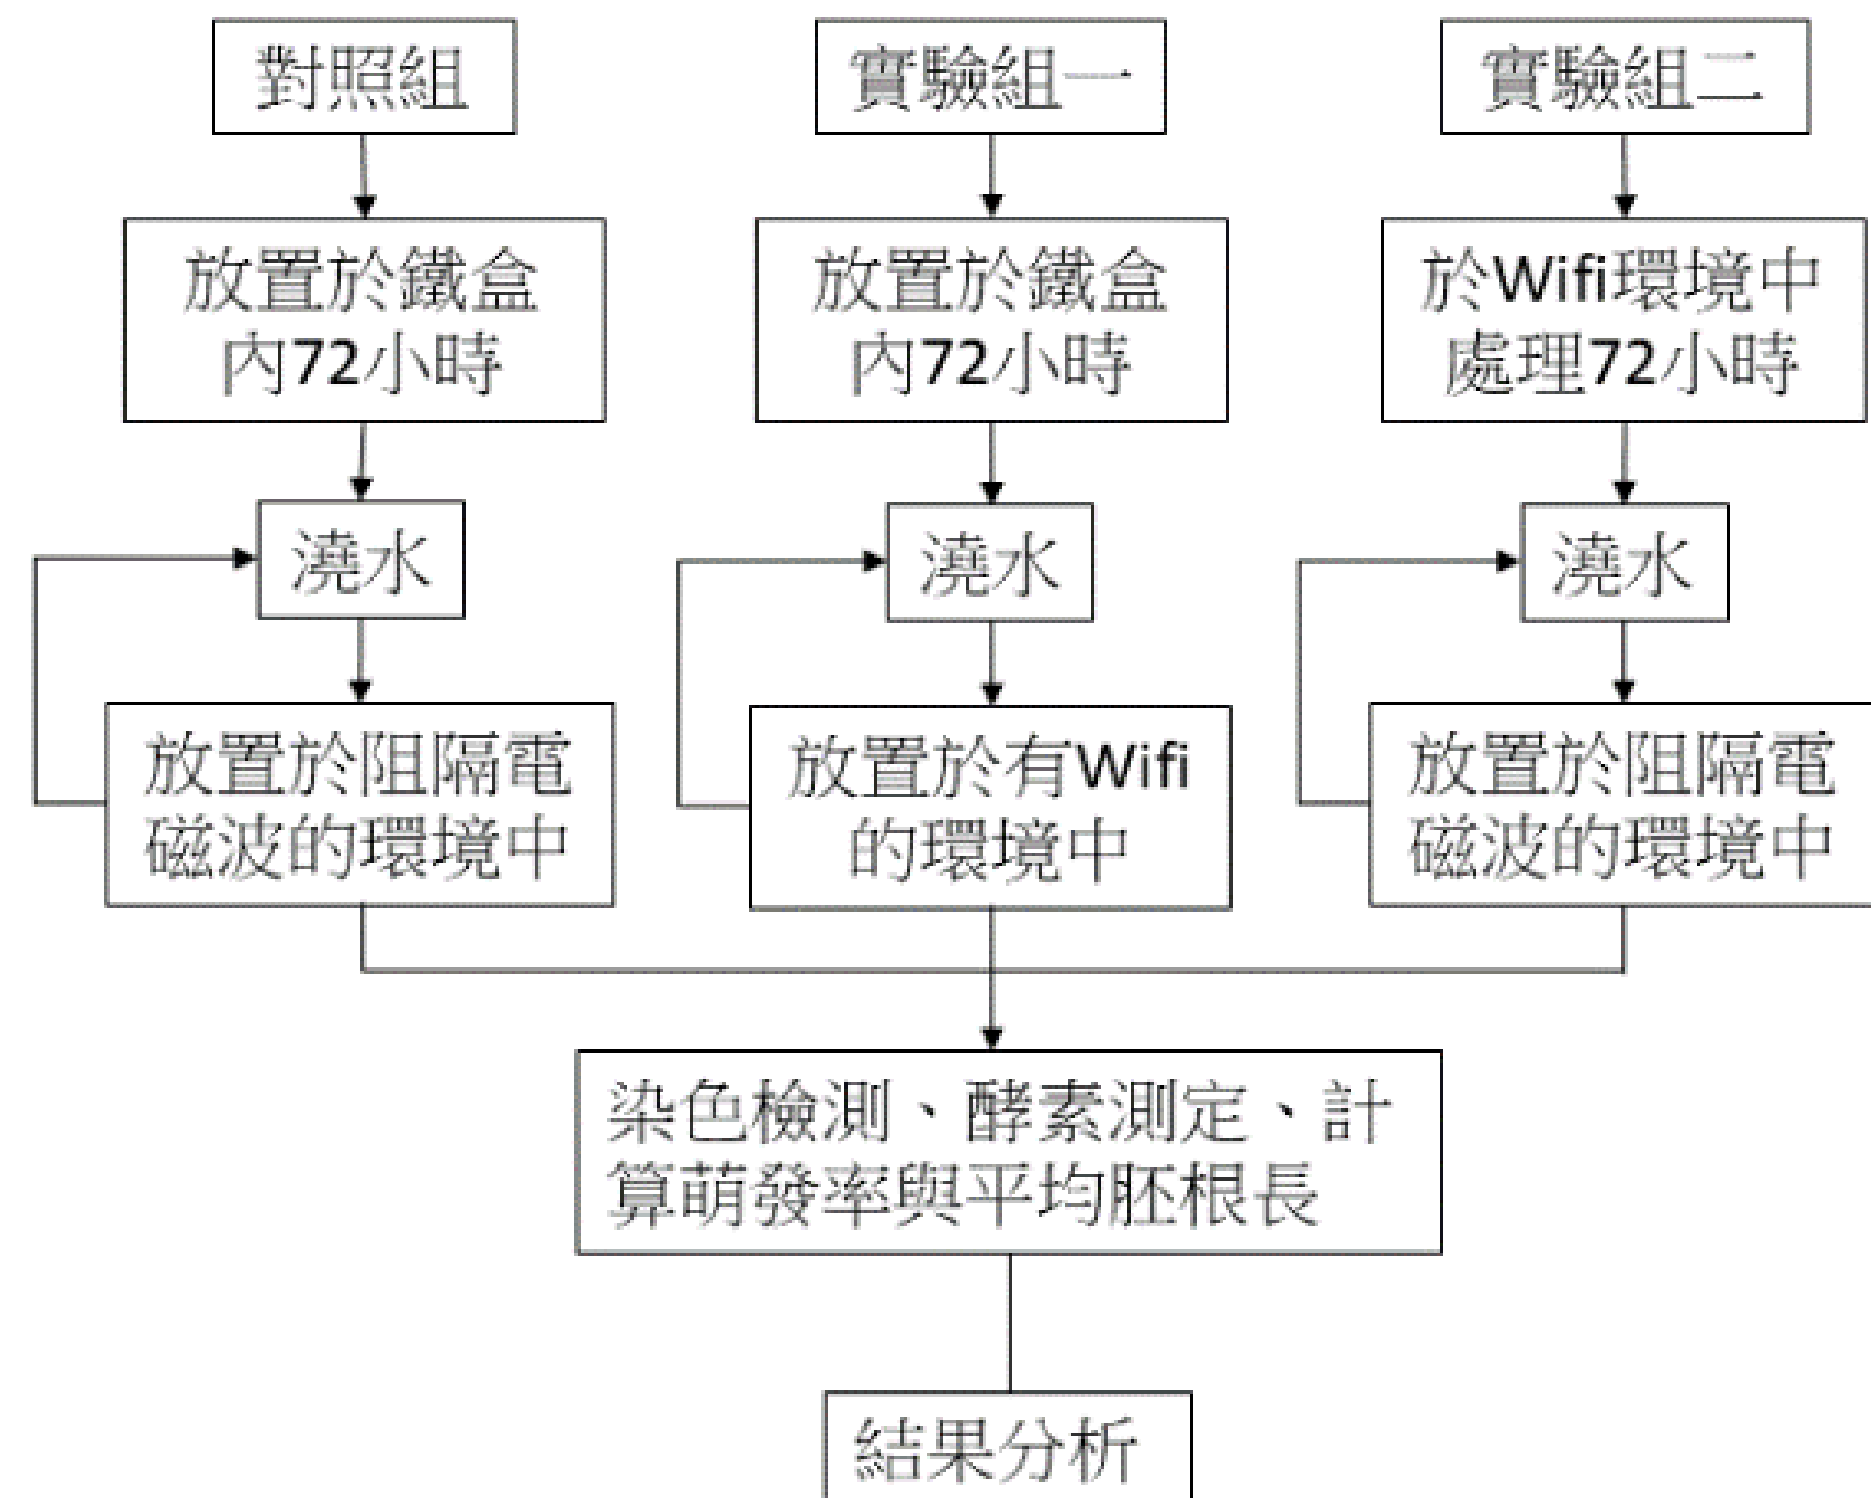 對照組
實驗組一
實驗組二
放置於鐵盒
內72小時
放置於鐵盒
內72小時
於Wifi環境中
處理72小時
澆水
澆水
澆水
放置於阻隔電
磁波的環境中
放置於有Wifi
的環境中
放置於阻隔電
磁波的環境中
染色檢測、酵素測定、計
算萌發率與平均胚根長
結果分析